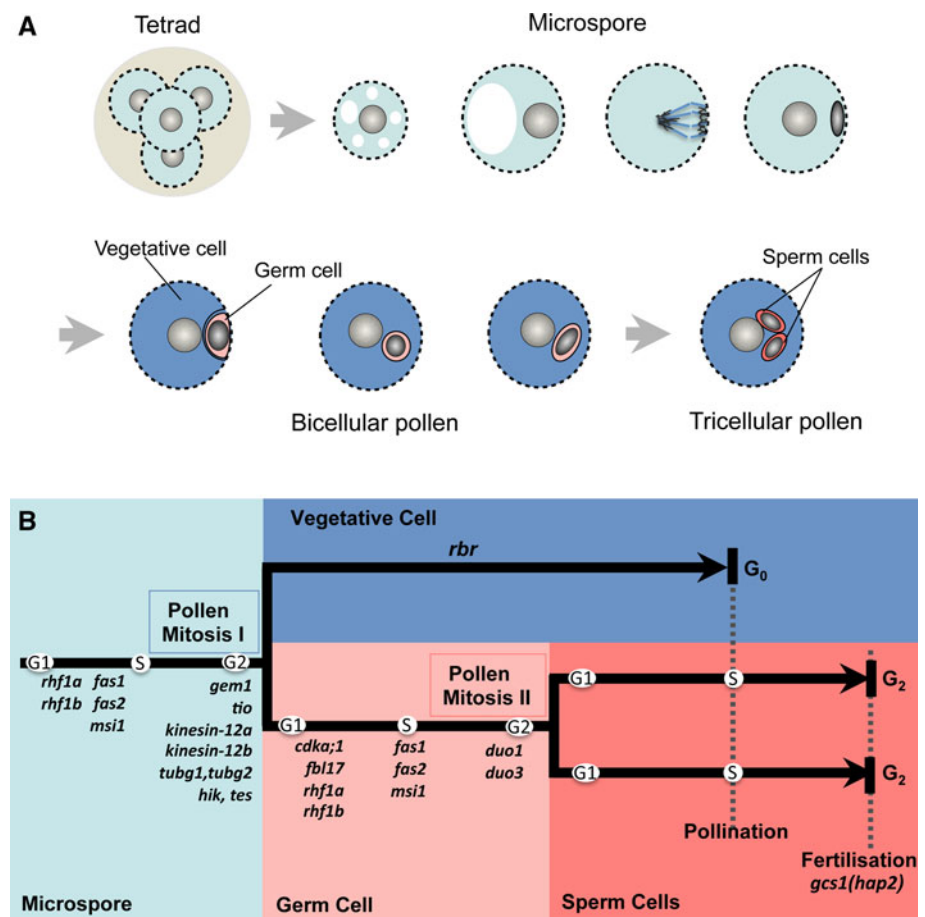 A
Tetrad
Microspore
Vegetative cell
Germ cell
Sperm cells
Bicellular pollen
Tricellular pollen
B
Vegetative Cell
rbr
G0
Pollen
Mitosis I
G1
S
G2
rhf1a
rhf1b
fas1
fas2
msi1
gem1
tio
kinesin-12a
kinesin-12b
tubg1,tubg2
hik, tes
Pollen
Mitosis II
G1
S
G2
cdka;1
fbl17
rhf1a
rhf1b
fas1
fas2
msi1
duo1
duo3
G1
S
G2
G1
S
G2
Pollination
Fertilisation
gcs1(hap2)
Microspore
Germ Cell
Sperm Cells